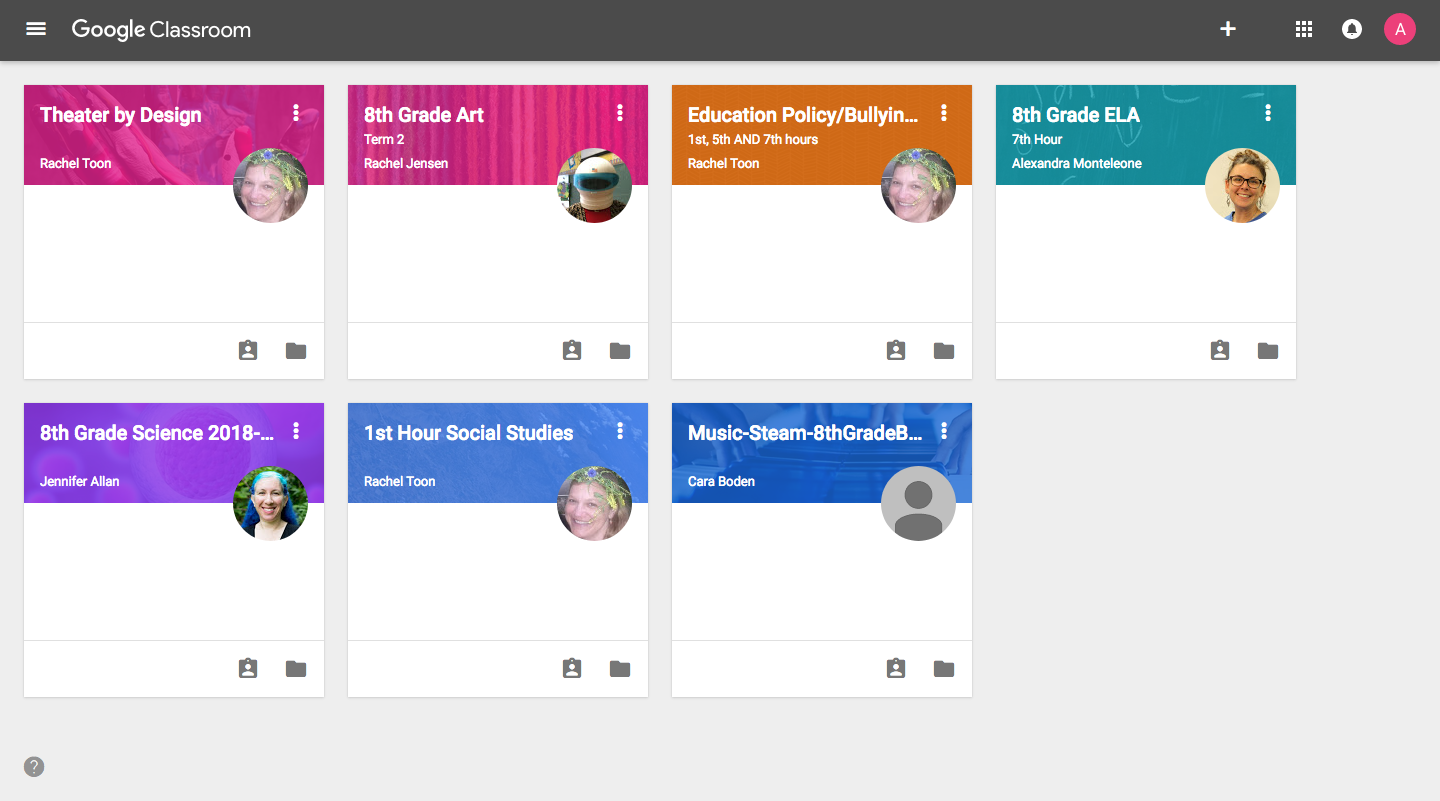 Google Classroom
A
Theater by Design
Rachel Toon
8th Grade Art
Term 2
Rachel Jensen
Education Policy/Bullyin...
1st, 5th AND 7th hours
Rachel Toon
8th Grade ELA
7th Hour
Alexandra Monteleone
8th Grade Science 2018-...
Jennifer Allan
1st Hour Social Studies
Rachel Toon
Music-Steam-8thGradeB...
Cara Boden
?